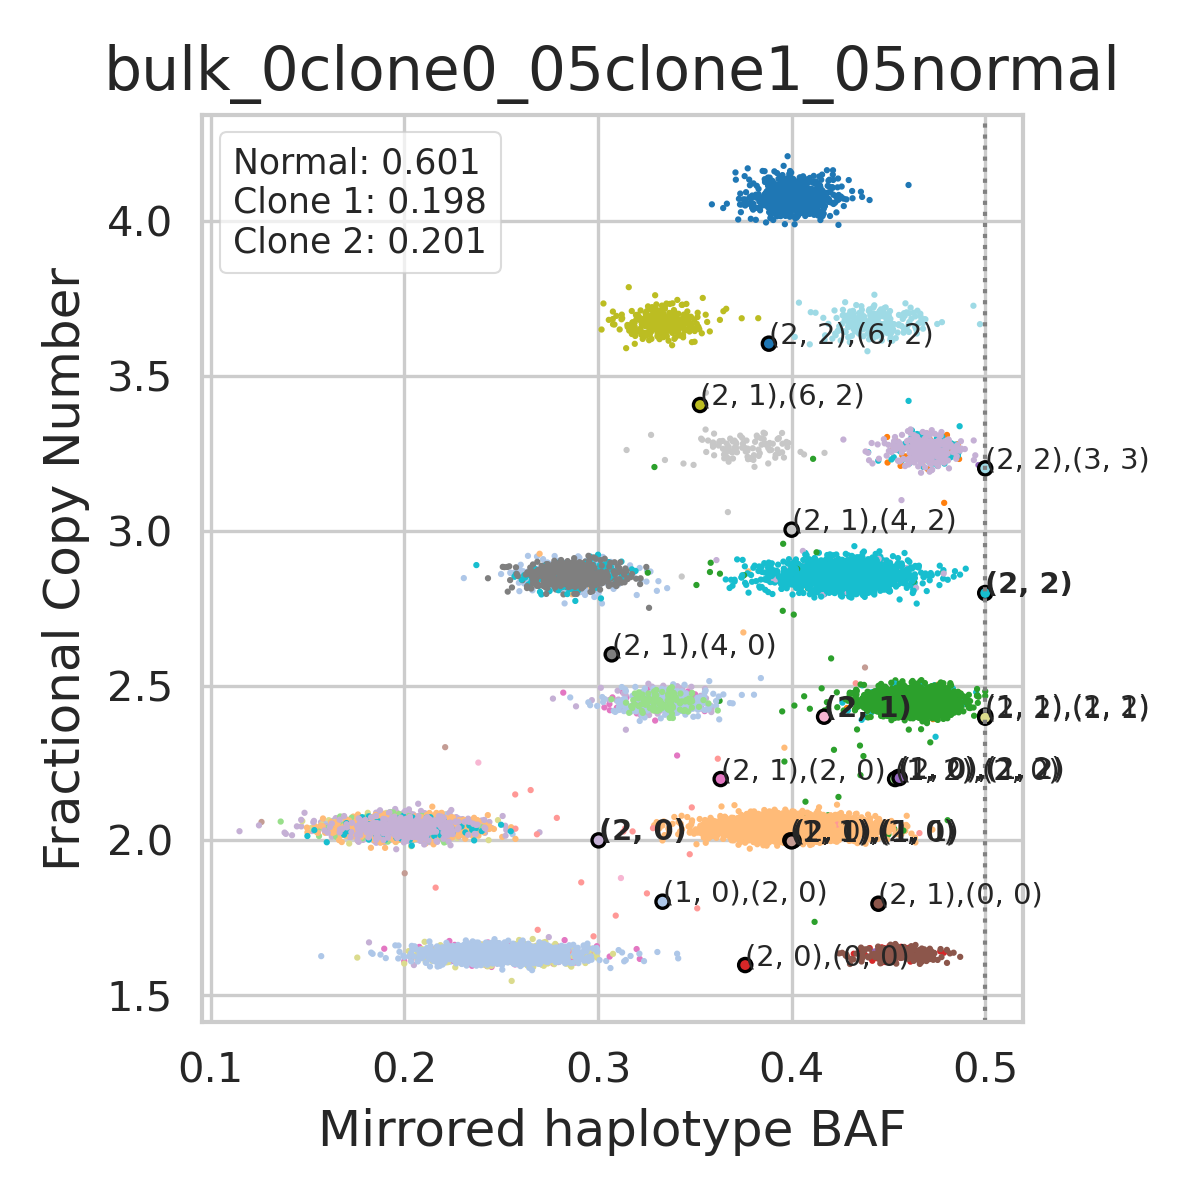 bulk_0clone0_05clone1_05normal
Normal: 0.601
Clone 1: 0.198
Clone 2: 0.201
Fractional Copy Number
4.0
3.5
3.0
2.5
2.0
1.5
(2, 2),(6, 2)
(2, 1),(6, 2)
(2, 2),(3, 3)
(2, 1),(4, 2)
(2, 2)
(2, 1),(4, 0)
(2, 1)
(2, 1),(2, 0)
(2, 0)
(1, 0),(2, 0)
(2, 1),(0, 0)
(2, 0),(0, 0)
0.1 0.2 0.3 0.4 0.5
Mirrored haplotype BAF